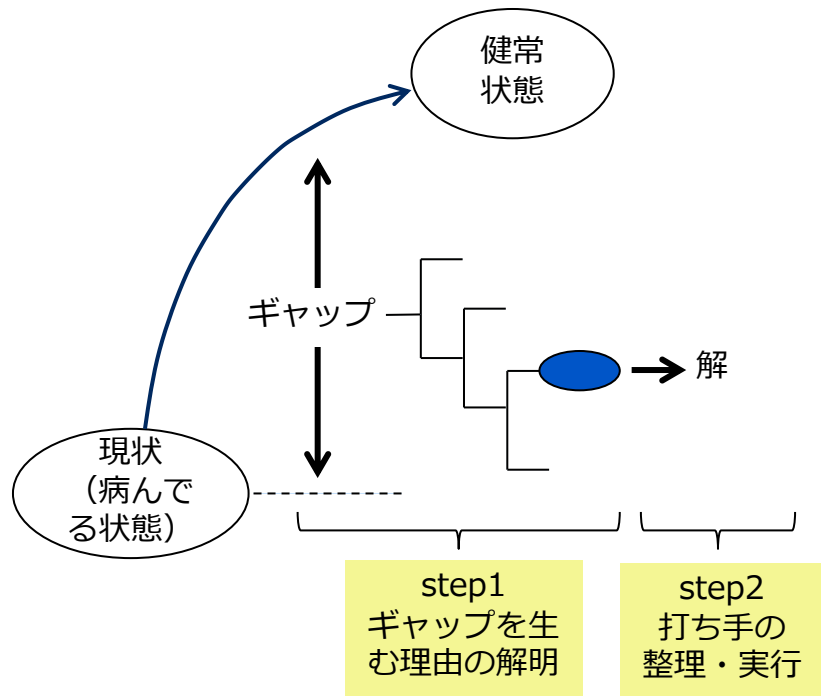 健常
状態
ギャップ
解
現状
（病んで
る状態）
step1
ギャップを生
む理由の解明
step2
打ち手の
整理・実行